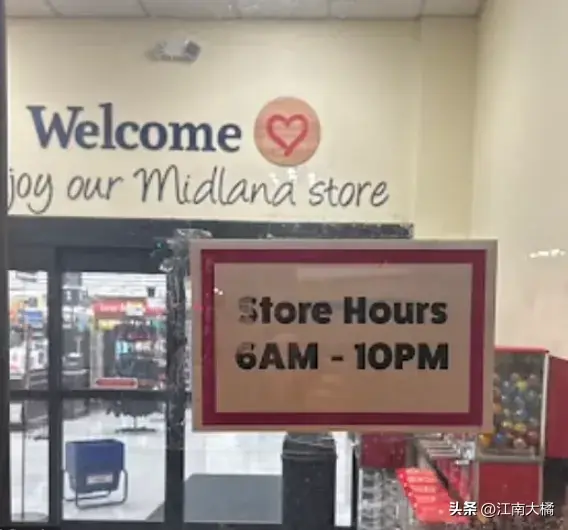 Welcome
joy our Midland store
Store Hours
6AM - 10PM
头条 @江南大橘